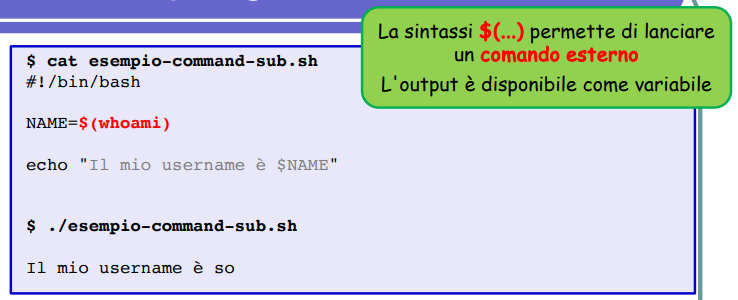 La sintassi $(...) permette di lanciare
un comando esterno
L'output è disponibile come variabile
$ cat esempio-command-sub.sh
#!/bin/bash
NAME=$(whoami)
echo "Il mio username è $NAME"
$ ./esempio-command-sub.sh
Il mio username è so